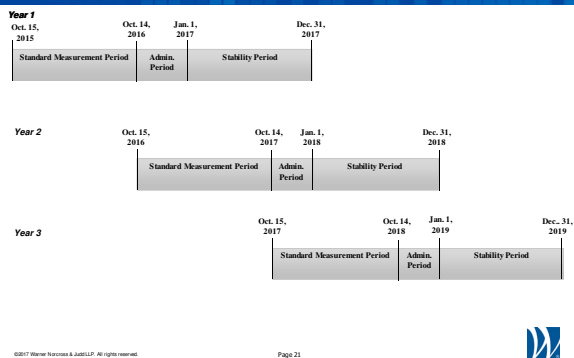 Year 1
Oct. 15,
2015
Oct. 14,
2016
Jan. 1,
2017
Dec. 31,
2017
Standard Measurement Period
Admin.
Period
Stability Period
Year 2
Oct. 15,
2016
Oct. 14,
2017
Jan. 1,
2018
Dec. 31,
2018
Standard Measurement Period
Admin.
Period
Stability Period
Year 3
Oct. 15,
2017
Oct. 14,
2018
Jan. 1,
2019
Dec.. 31,
2019
Standard Measurement Period
Admin.
Period
Stability Period
©2017 Warner Norcross & Judd LLP. All rights reserved.
Page 21